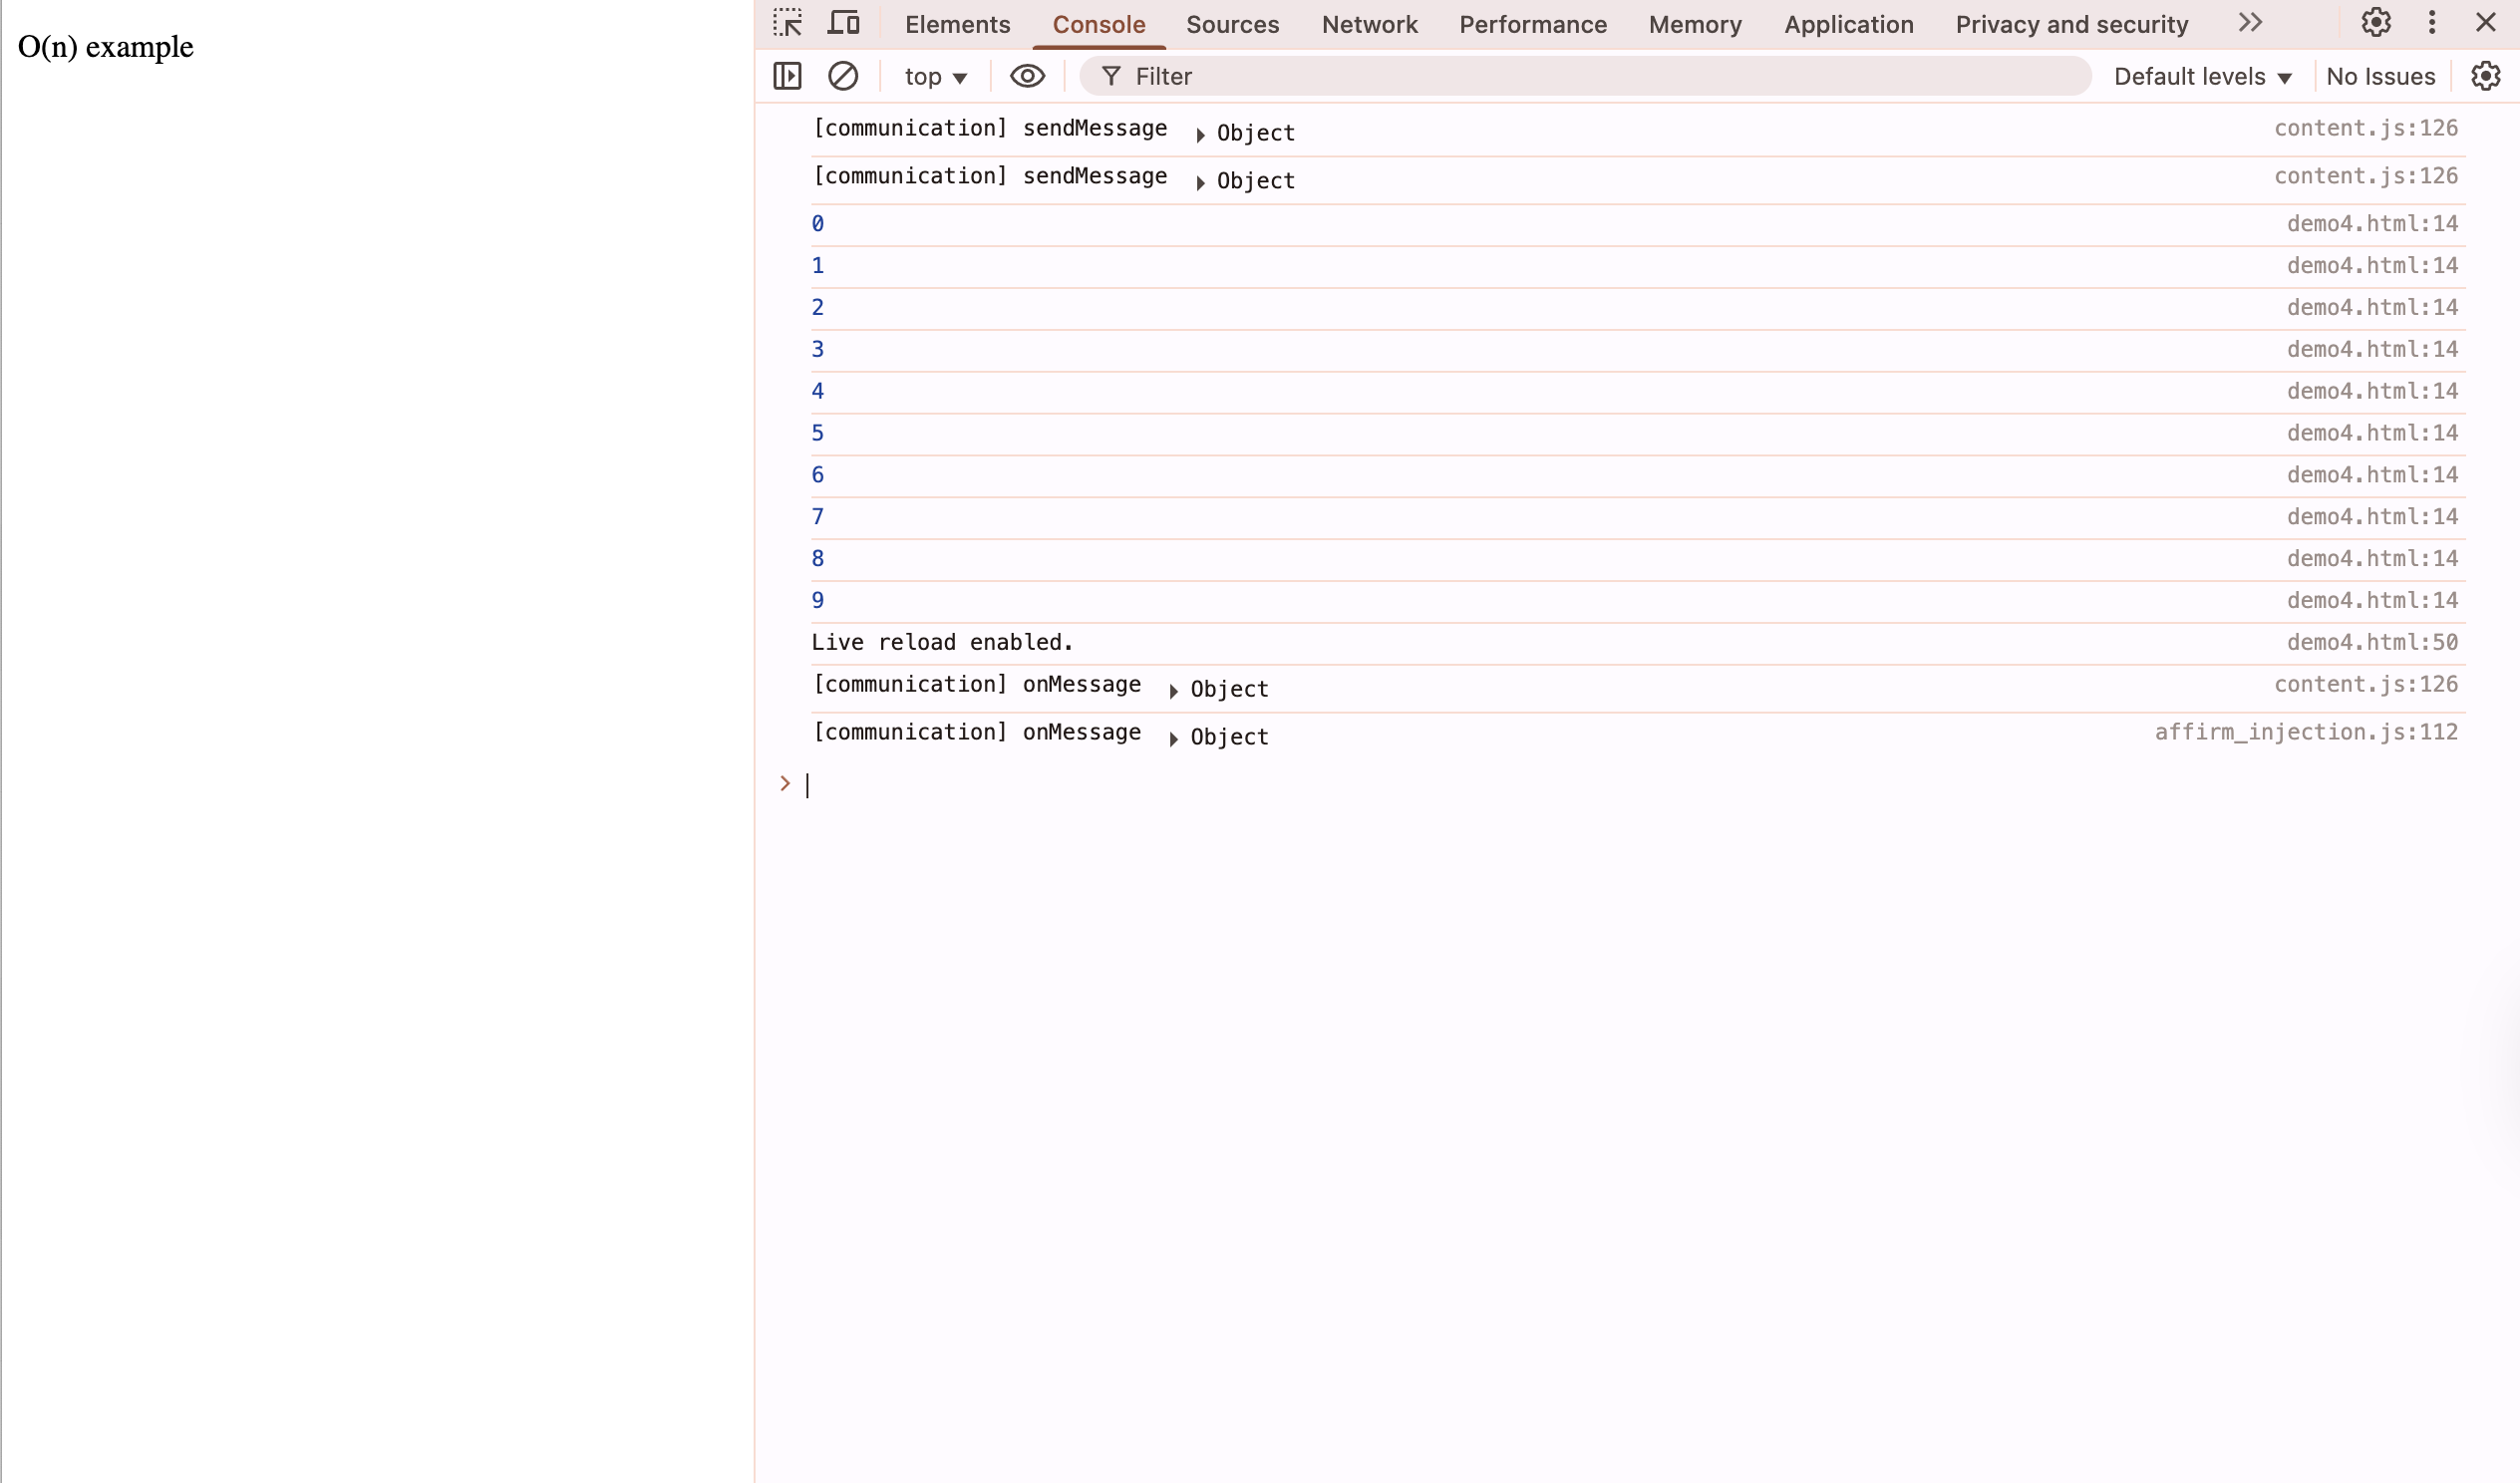 O(n) example
Elements Console Sources Network Performance Memory Application Privacy and security
top Filter Default levels No Issues
[communication] sendMessage Object content.js:126
[communication] sendMessage Object content.js:126
0 demo4.html:14
1 demo4.html:14
2 demo4.html:14
3 demo4.html:14
4 demo4.html:14
5 demo4.html:14
6 demo4.html:14
7 demo4.html:14
8 demo4.html:14
9 demo4.html:14
Live reload enabled. demo4.html:50
[communication] onMessage Object content.js:126
[communication] onMessage Object affirm_injection.js:112